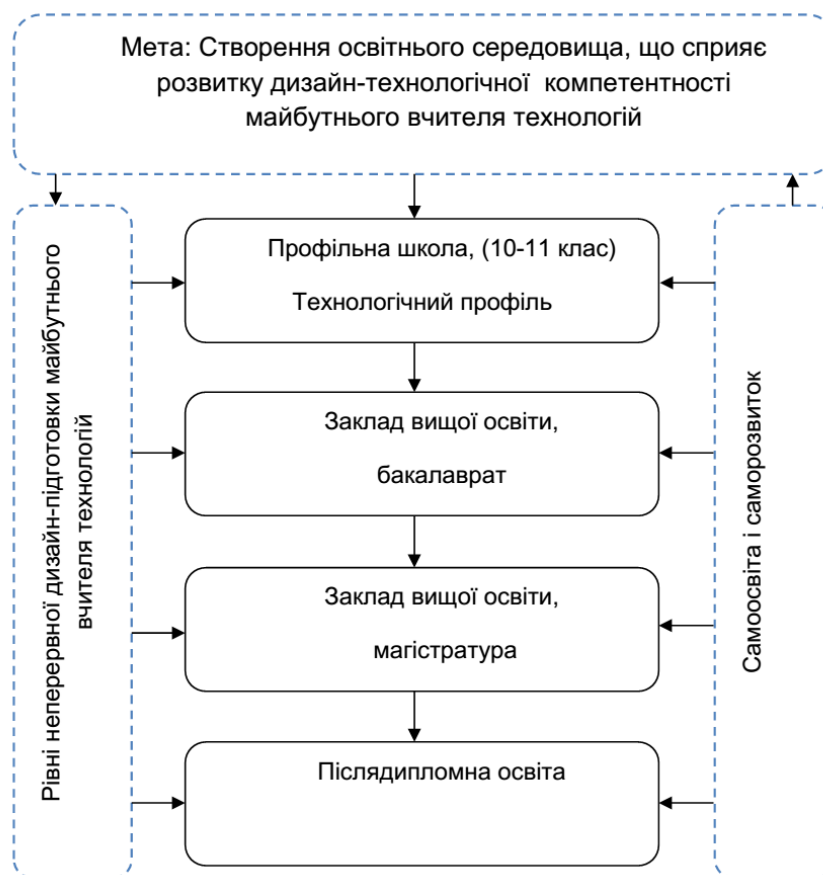 Мета: Створення освітнього середовища, що сприяє
розвитку дизайн-технологічної компетентності
майбутнього вчителя технологій
Рівні неперервної дизайн-підготовки майбутнього
вчителя технологій
Профільна школа, (10-11 клас)
Технологічний профіль
Заклад вищої освіти,
бакалаврат
Заклад вищої освіти,
магістратура
Післядипломна освіта
Самоосвіта і саморозвиток